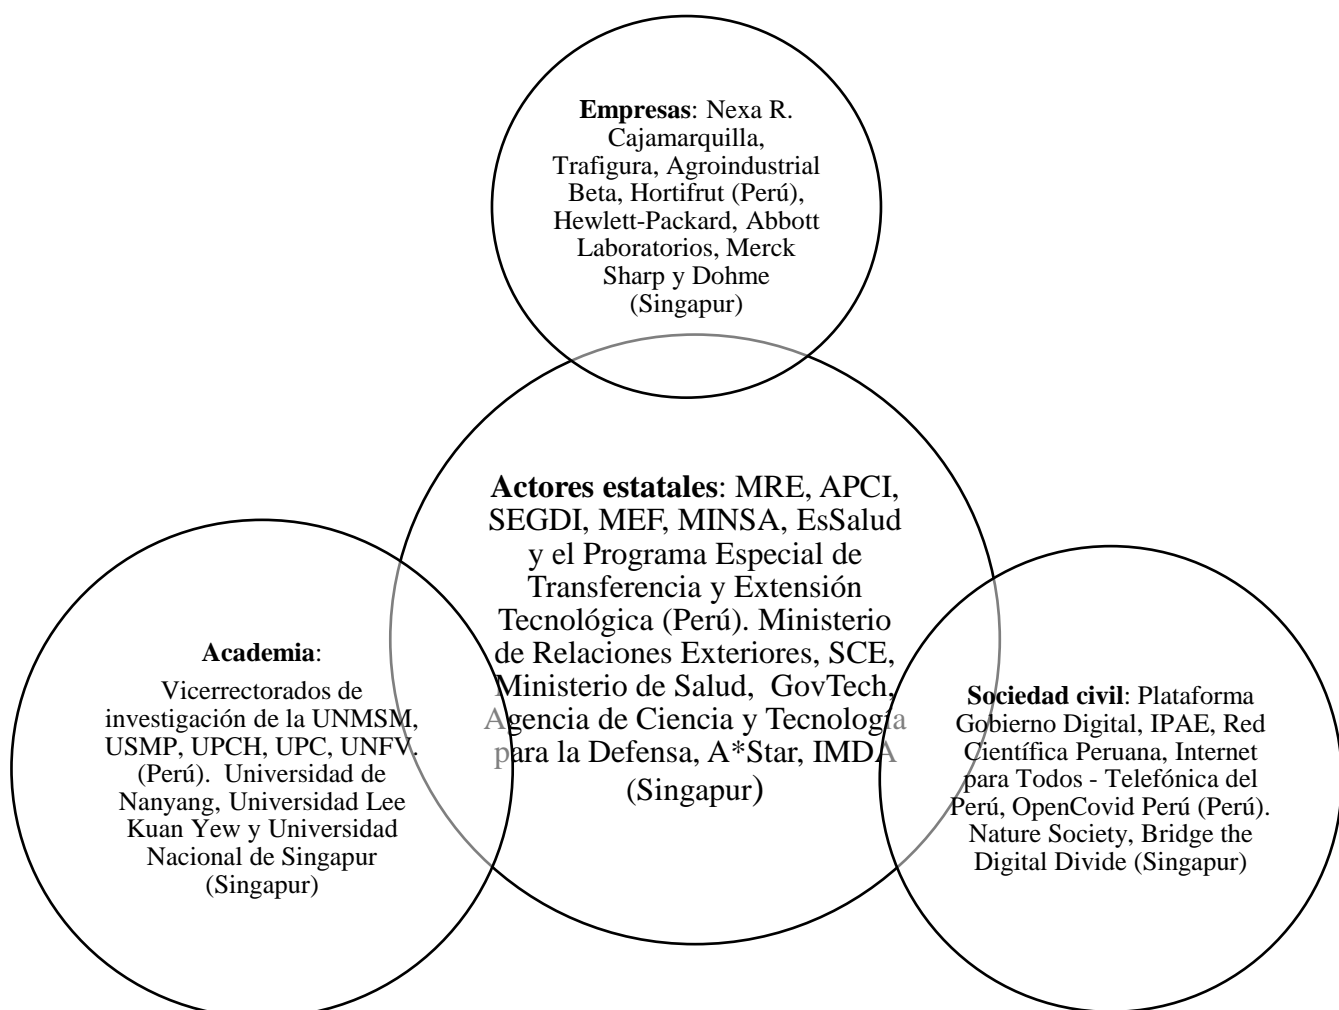 Empresas: Nexa R.
Cajamarquilla,
Trafigura, Agroindustrial
Beta, Hortifrut (Perú),
Hewlett-Packard, Abbott
Laboratorios, Merck
Sharp y Dohme
(Singapur)
Actores estatales: MRE, APCI,
SEGDI, MEF, MINSA, EsSalud
y el Programa Especial de
Transferencia y Extensión
Tecnológica (Perú). Ministerio
de Relaciones Exteriores, SCE,
Ministerio de Salud,  GovTech,
Agencia de Ciencia y Tecnología
para la Defensa, A*Star, IMDA
(Singapur)
Academia:
Vicerrectorados de
investigación de la UNMSM,
USMP, UPCH, UPC, UNFV.
(Perú).  Universidad de
Nanyang, Universidad Lee
Kuan Yew y Universidad
Nacional de Singapur
(Singapur)
Sociedad civil: Plataforma
Gobierno Digital, IPAE, Red
Científica Peruana, Internet
para Todos - Telefónica del
Perú, OpenCovid Perú (Perú).
Nature Society, Bridge the
Digital Divide (Singapur)